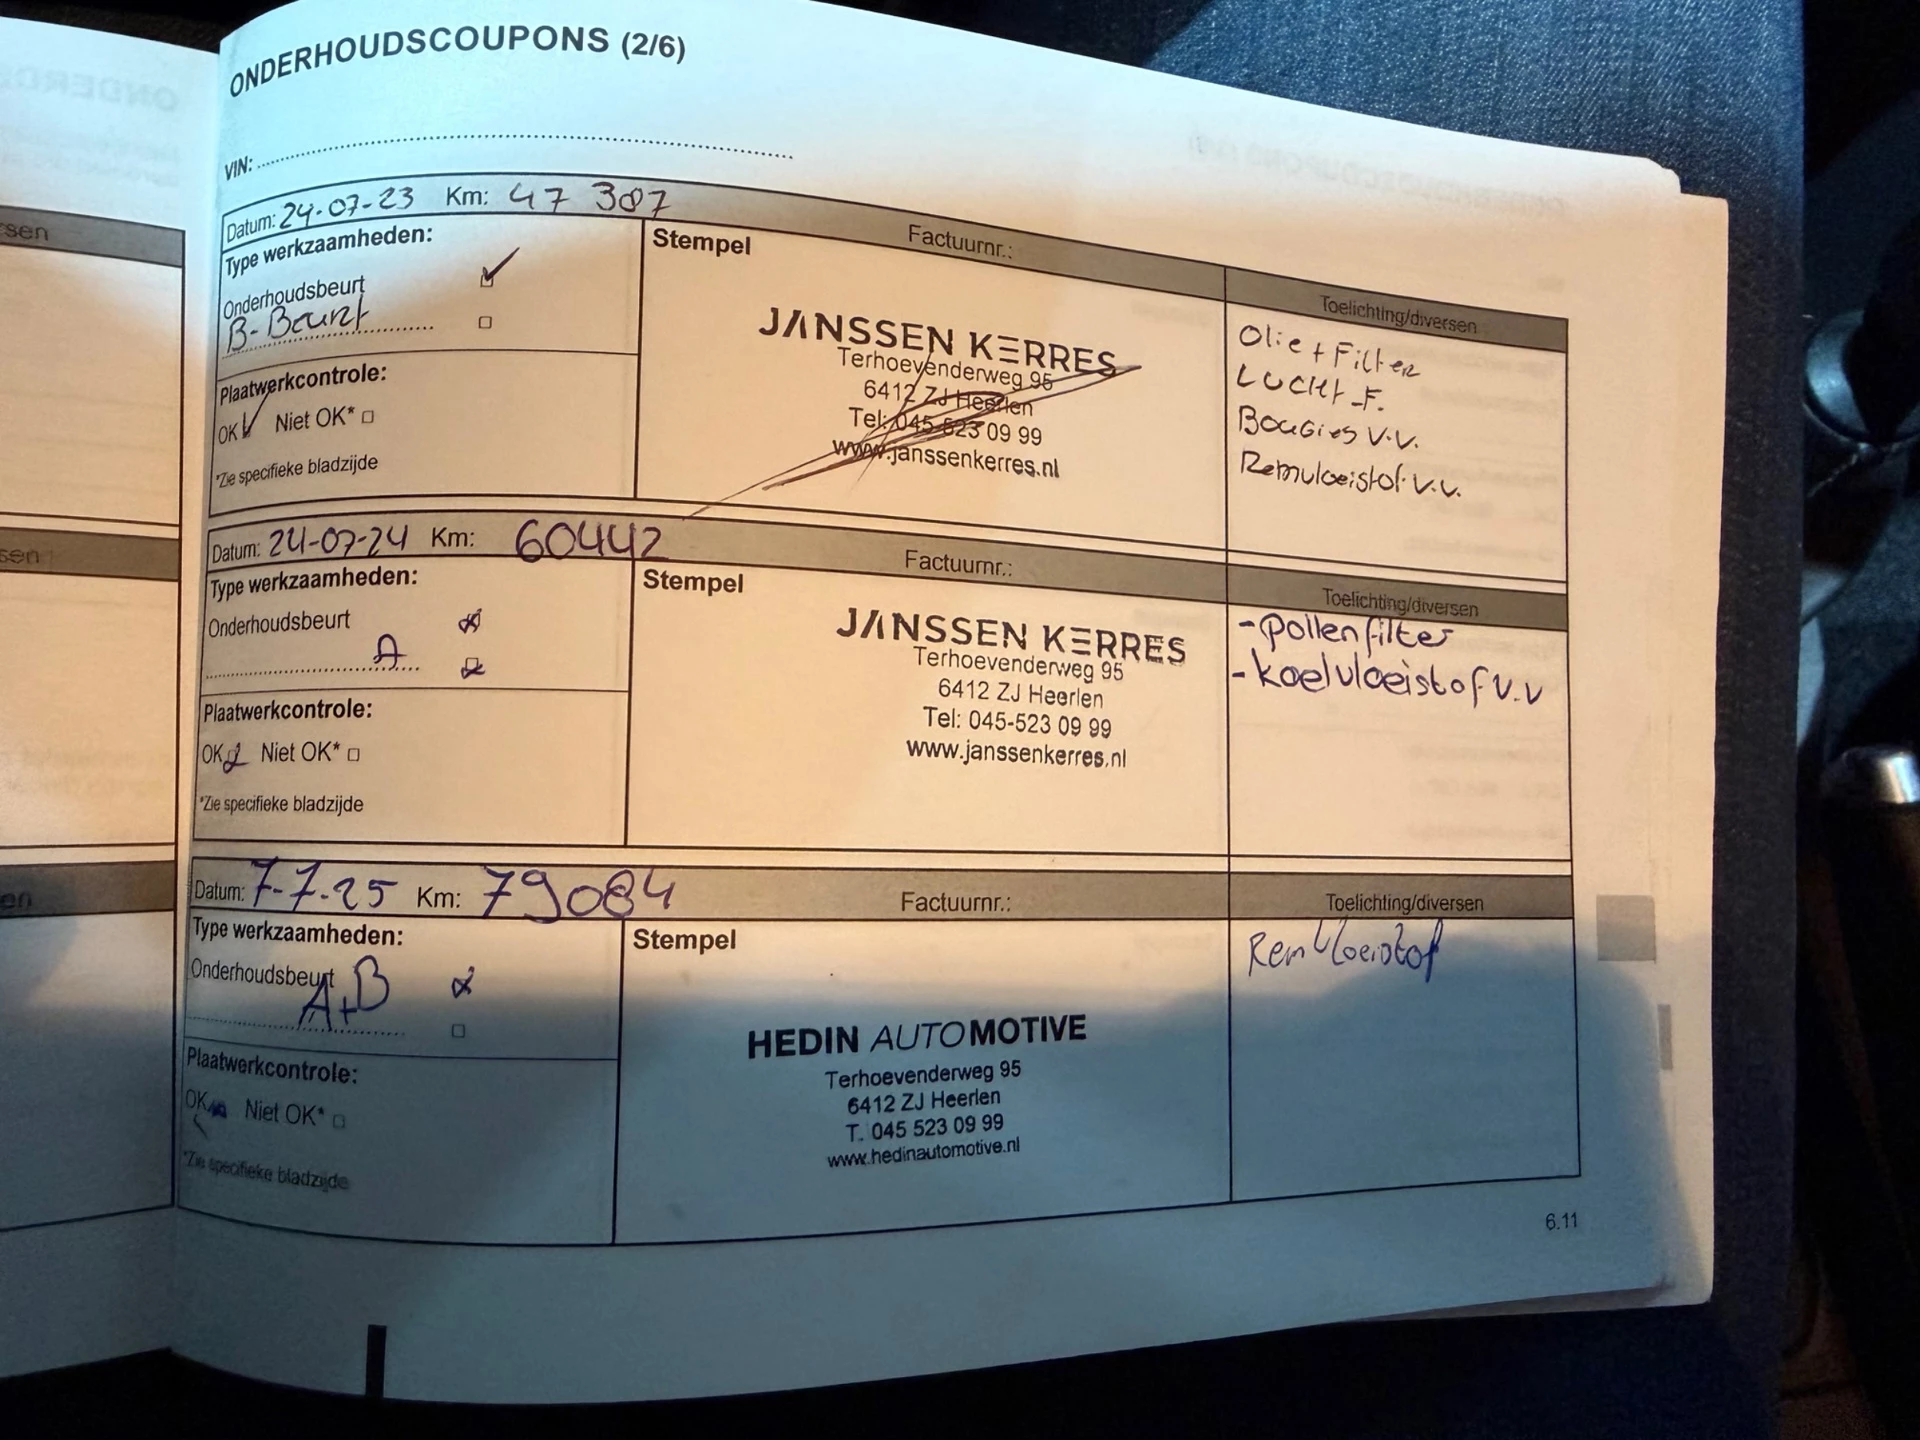 ONDERHOUDSCOUPONS (2/6)
VIN:
Datum: 24-07-23 Km: 47 387
Factuurnr.:
Type werkzaamheden:
Stempel
Toelichting/diversen
Onderhoudsbeurt
B-Beurt
JANSSEN KERRES
Terhoevenderweg 95
6412 ZJ Heerlen
Tel: 045-523 09 99
www.janssenkerres.nl
Olie + Filter
Lucht-F.
Bougies v.v.
Remvloeistof v.v.
Plaatwerkcontrole:
OK Niet OK*
*Zie specifieke bladzijde
Datum: 24-07-24 Km: 60442
Factuurnr.:
Type werkzaamheden:
Stempel
Toelichting/diversen
Onderhoudsbeurt
A
JANSSEN KERRES
Terhoevenderweg 95
6412 ZJ Heerlen
Tel: 045-523 09 99
www.janssenkerres.nl
-pollenfilter
-koelvloeistof v.v
Plaatwerkcontrole:
OK Niet OK*
*Zie specifieke bladzijde
Datum: 7-7-25 Km: 79084
Factuurnr.:
Toelichting/diversen
Type werkzaamheden:
Stempel
Onderhoudsbeurt
A+B
HEDIN AUTOMOTIVE
Terhoevenderweg 95
6412 ZJ Heerlen
T. 045 523 09 99
www.hedinautomotive.nl
Remvloeistof
Plaatwerkcontrole:
OK Niet OK*
*Zie specifieke bladzijde
6.11